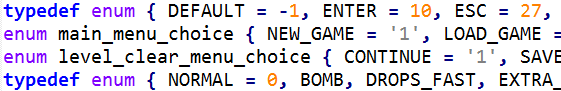 typedef enum { DEFAULT = -1, ENTER = 10, ESC = 27,
enum main_menu_choice { NEW_GAME = '1', LOAD_GAME =
enum level_clear_menu_choice { CONTINUE = '1', SAVE
typedef enum { NORMAL = 0, BOMB, DROPS_FAST, EXTRA_